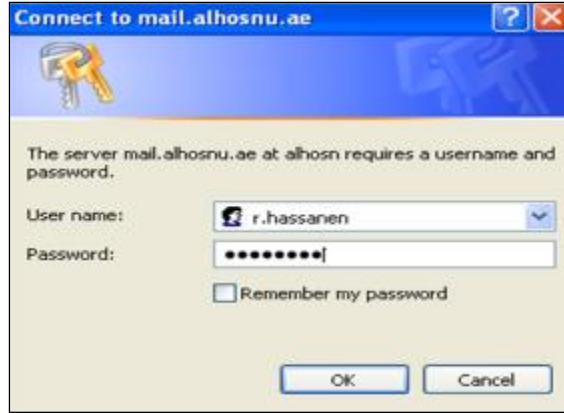 Connect to mail.alhosnu.ae
The server mail.alhosnu.ae at alhosn requires a username and
password.
User name:
r.hassanen
Password:
••••••••
Remember my password
OK
Cancel